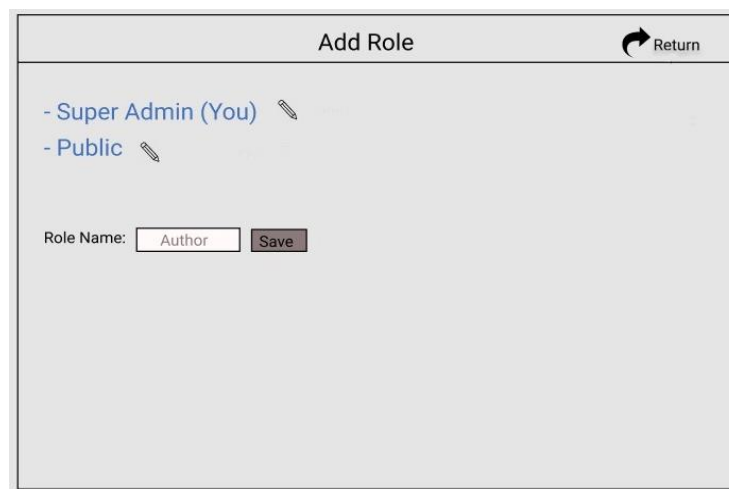 Add Role
Return
- Super Admin (You)
- Public
Role Name: Author Save